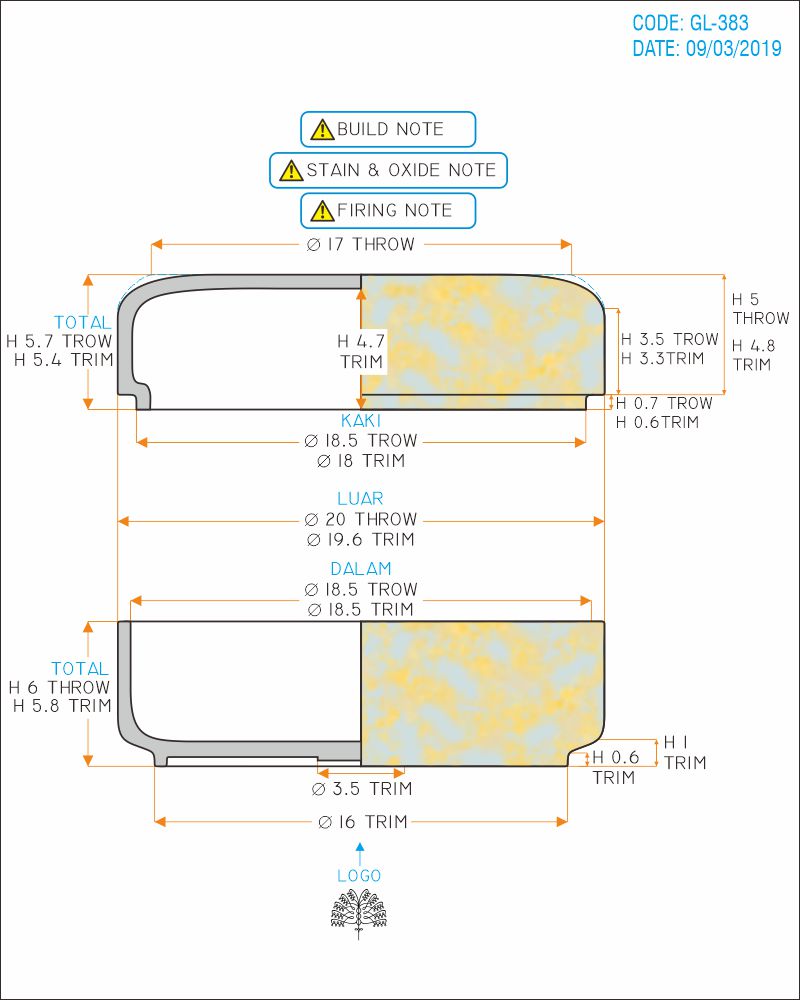 CODE: GL-383
DATE: 09/03/2019
BUILD NOTE
STAIN & OXIDE NOTE
FIRING NOTE
Ø 17 THROW
TOTAL
H 5.7 TROW
H 5.4 TRIM
H 4.7
TRIM
H 5
THROW
H 4.8
TRIM
H 3.5 TROW
H 3.3TRIM
H 0.7 TROW
H 0.6TRIM
KAKI
Ø 18.5 TROW
Ø 18 TRIM
LUAR
Ø 20 THROW
Ø 19.6 TRIM
DALAM
Ø 18.5 TROW
Ø 18.5 TRIM
TOTAL
H 6 THROW
H 5.8 TRIM
H 1
TRIM
H 0.6
TRIM
Ø 3.5 TRIM
Ø 16 TRIM
LOGO